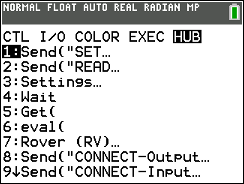 NORMAL FLOAT AUTO REAL RADIAN MP
CTL I/O COLOR EXEC HUB
1:Send("SET…
2:Send("READ…
3:Settings…
4:Wait
5:Get(
6:eval(
7:Rover (RV)…
8:Send("CONNECT-Output…
9↓Send("CONNECT-Input…